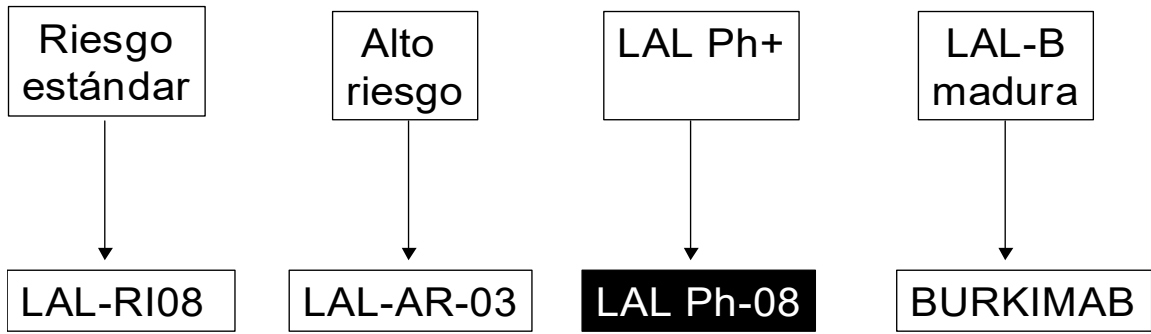 Riesgo
estándar
Alto
riesgo
LAL Ph+
LAL-B
madura
LAL-RI08
LAL-AR-03
LAL Ph-08
BURKIMAB